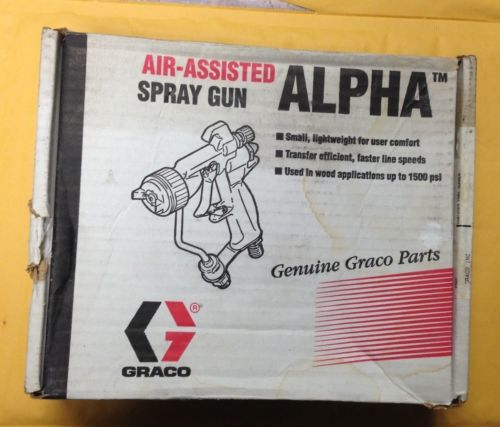 AIR-ASSISTED
SPRAY GUN
ALPHA™
■ Small, lightweight for user comfort
■ Transfer efficient, faster line speeds
■ Used in wood applications up to 1500 psi
Genuine Graco Parts
®
GRACO